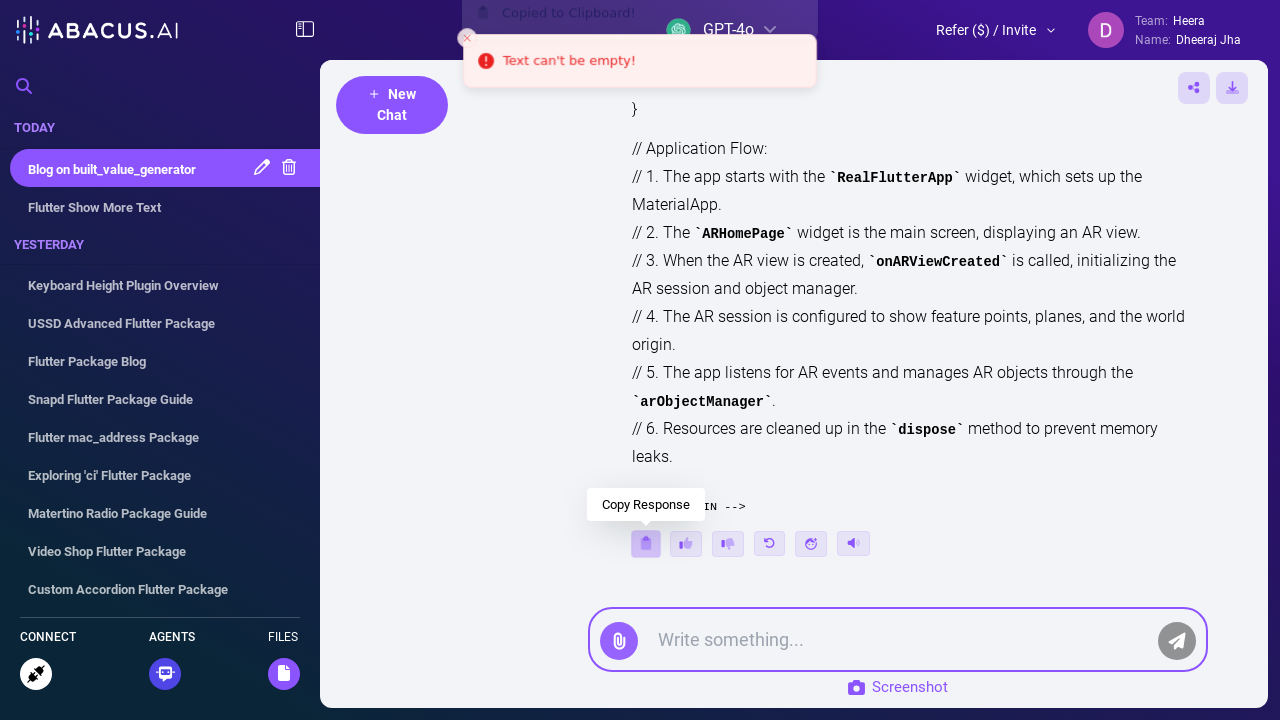 ABACUS.AI
Copied to Clipboard!
GPT-4o
Text can't be empty!
Refer ($) / Invite
D
Team: Heera
Name: Dheeraj Jha
TODAY
Blog on built_value_generator
Flutter Show More Text
YESTERDAY
Keyboard Height Plugin Overview
USSD Advanced Flutter Package
Flutter Package Blog
Snapd Flutter Package Guide
Flutter mac_address Package
Exploring 'ci' Flutter Package
Matertino Radio Package Guide
Video Shop Flutter Package
Custom Accordion Flutter Package
CONNECT
AGENTS
FILES
+ New
Chat
}
// Application Flow:
// 1. The app starts with the `RealFlutterApp` widget, which sets up the
MaterialApp.
// 2. The `ARHomePage` widget is the main screen, displaying an AR view.
// 3. When the AR view is created, `onARViewCreated` is called, initializing the
AR session and object manager.
// 4. The AR session is configured to show feature points, planes, and the world
origin.
// 5. The app listens for AR events and manages AR objects through the
`arObjectManager`.
// 6. Resources are cleaned up in the `dispose` method to prevent memory
leaks.
IN -->
Copy Response
Write something...
Screenshot